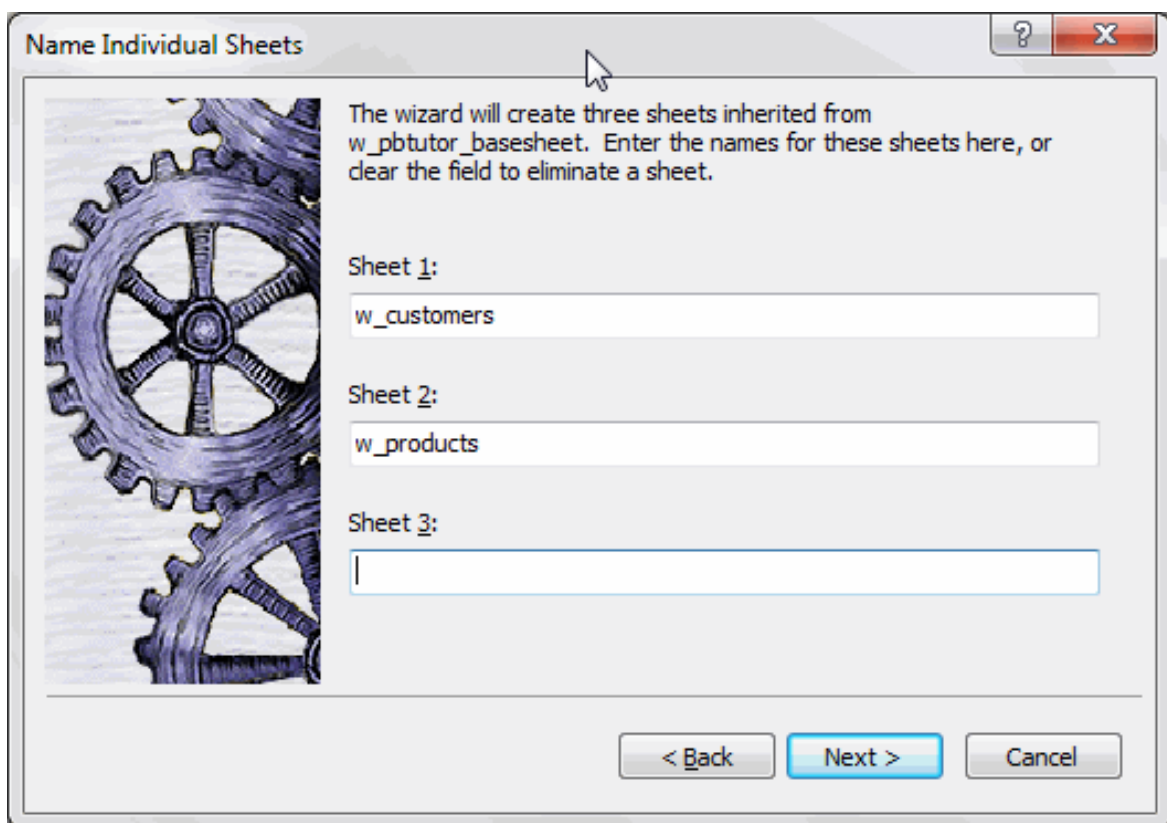 Name Individual Sheets
?
X
The wizard will create three sheets inherited from
w_pbtutor_basesheet.  Enter the names for these sheets here, or
clear the field to eliminate a sheet.
Sheet 1:
w_customers
Sheet 2:
w_products
Sheet 3:
< Back
Next >
Cancel